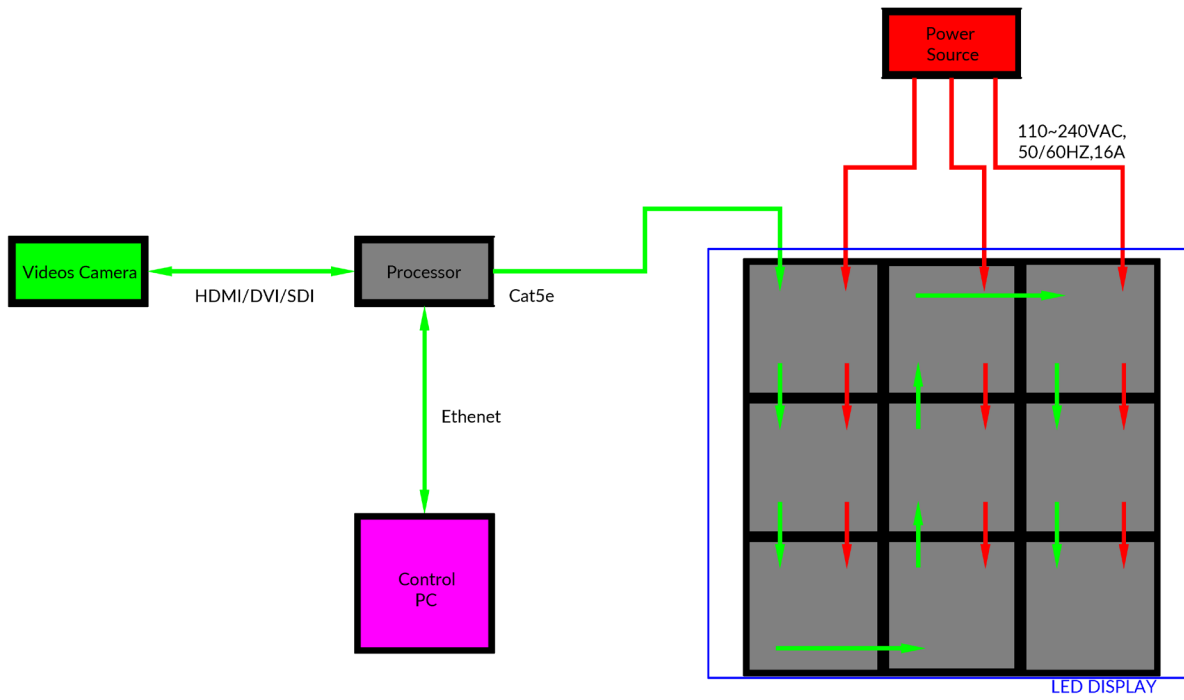 Power
Source
110~240VAC,
50/60HZ,16A
Videos Camera
Processor
HDMI/DVI/SDI
Cat5e
Ethenet
Control
PC
LED DISPLAY